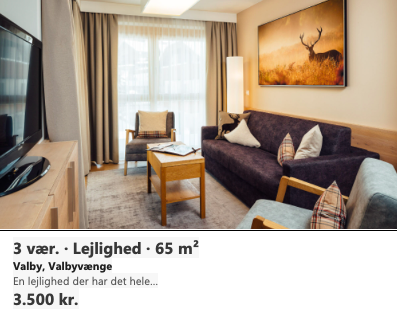 3 vær. · Lejlighed · 65 m²
Valby, Valbyvænge
En lejlighed der har det hele...
3.500 kr.